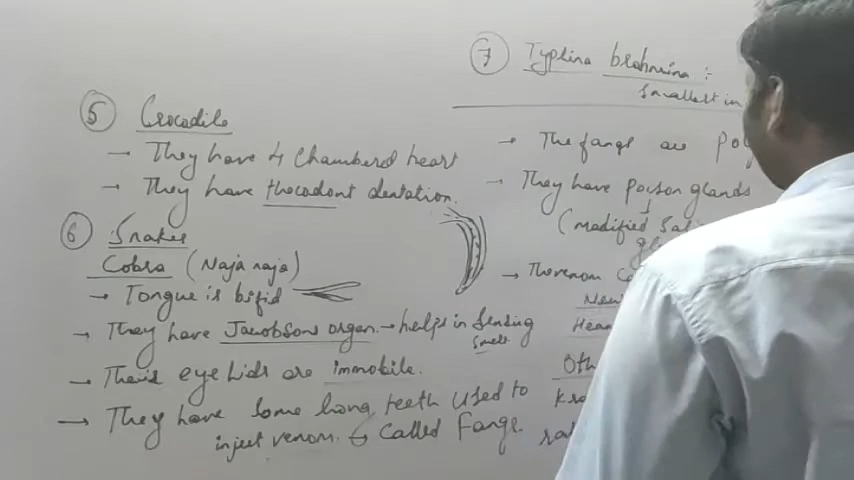 5 Crocodile
→ They have 4 Chambered heart
→ They have thecodont dentation.
6 Snakes
Cobra (Naja naja)
→ Tongue is bifid
→ They have Jacobsons organ. → helps in Sensing
smell
→ Their eye Lids are immobile.
→ They have some long teeth used to
inject venom. ↳ Called Fangs.
7 Typlina brahmina :-
Smallest in
→ The fangs are
→ They have poison glands
↓
(modified
→ The venom